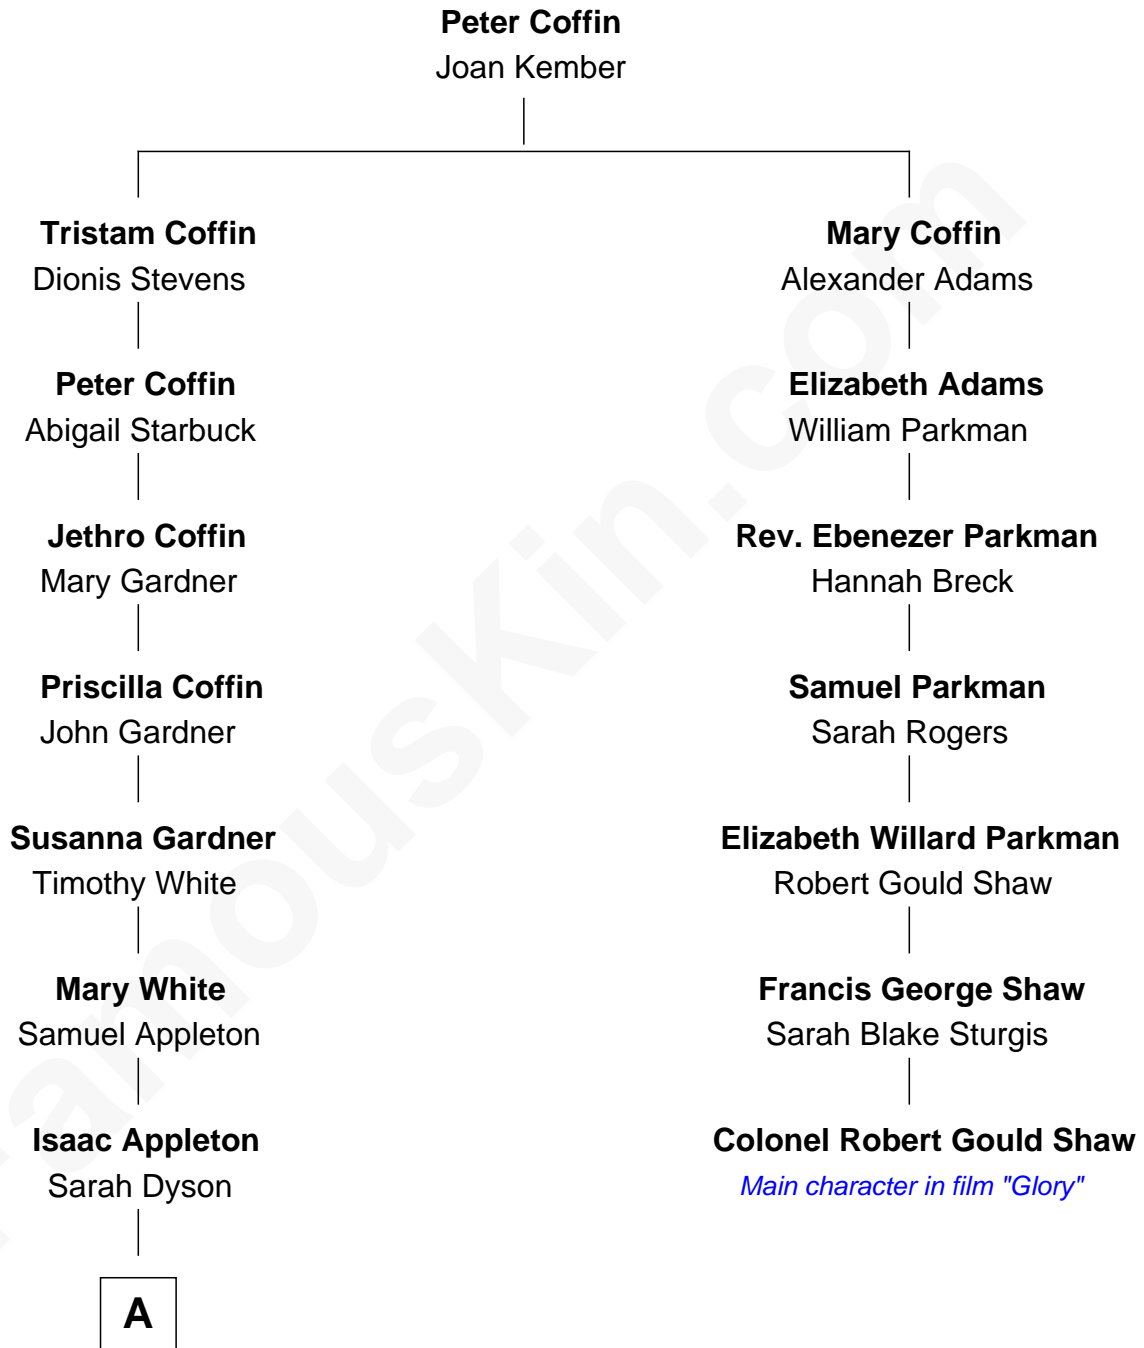 Peter Coffin
Joan Kember
Tristam Coffin
Dionis Stevens
Mary Coffin
Alexander Adams
Peter Coffin
Abigail Starbuck
Elizabeth Adams
William Parkman
Jethro Coffin
Mary Gardner
Rev. Ebenezer Parkman
Hannah Breck
Priscilla Coffin
John Gardner
Samuel Parkman
Sarah Rogers
Susanna Gardner
Timothy White
Elizabeth Willard Parkman
Robert Gould Shaw
Mary White
Samuel Appleton
Francis George Shaw
Sarah Blake Sturgis
Isaac Appleton
Sarah Dyson
Colonel Robert Gould Shaw
Main character in film "Glory"
A
FamousKin.com